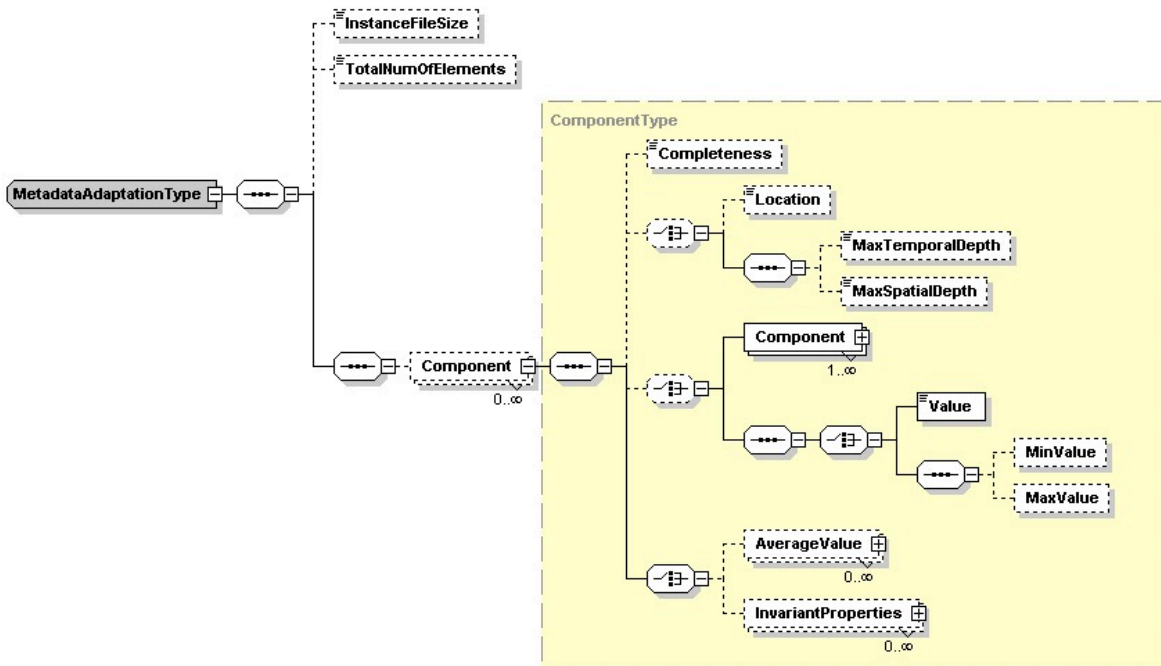 InstanceFileSize
TotalNumOfElements
ComponentType
Completeness
MetadataAdaptationType
Location
MaxTemporalDepth
MaxSpatialDepth
Component
1..∞
Component
0..∞
Value
MinValue
MaxValue
AverageValue
0..∞
InvariantProperties
0..∞